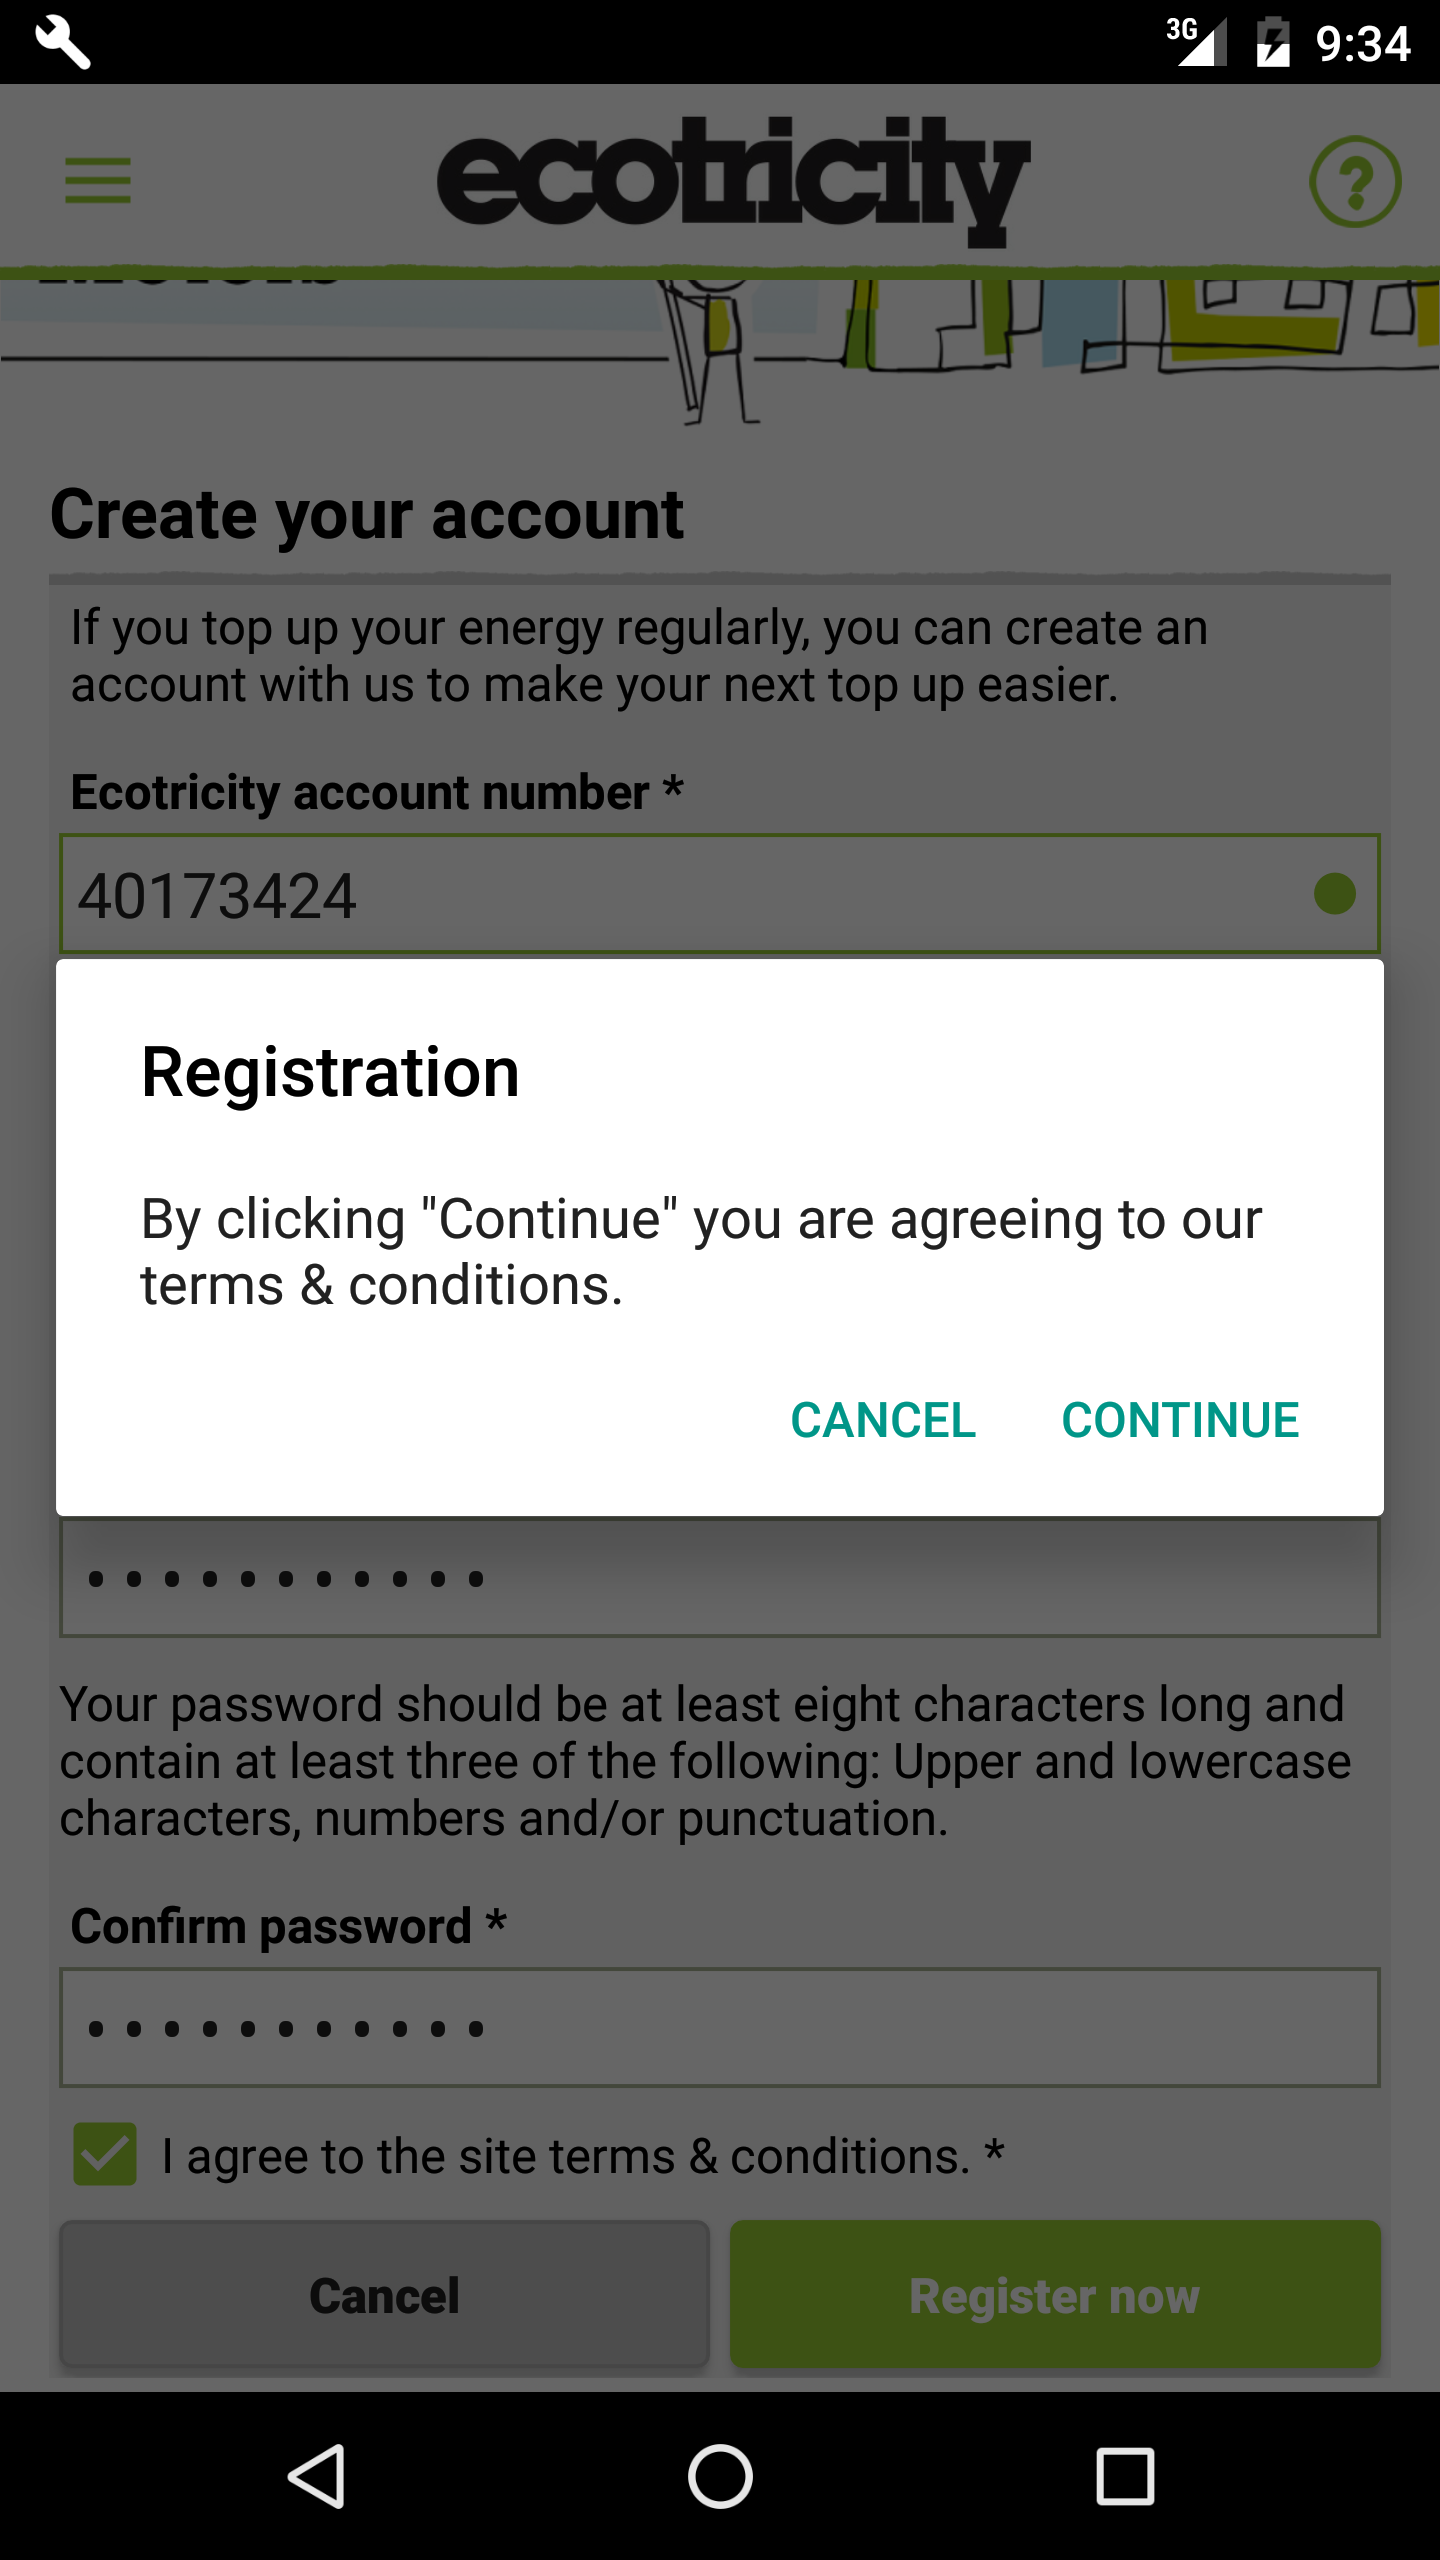 3G 9:34
ecotricity
Create your account
If you top up your energy regularly, you can create an
account with us to make your next top up easier.
Ecotricity account number *
40173424
Registration
By clicking "Continue" you are agreeing to our
terms & conditions.
CANCEL CONTINUE
Your password should be at least eight characters long and
contain at least three of the following: Upper and lowercase
characters, numbers and/or punctuation.
Confirm password *
I agree to the site terms & conditions. *
Cancel Register now